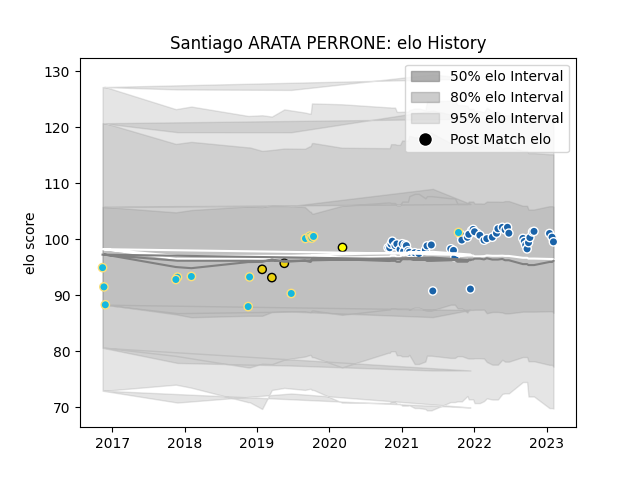 Santiago ARATA PERRONE: elo History
50% elo Interval
80% elo Interval
95% elo Interval
Post Match elo
elo score
130
120
110
100
90
80
70
2017 2018 2019 2020 2021 2022 2023